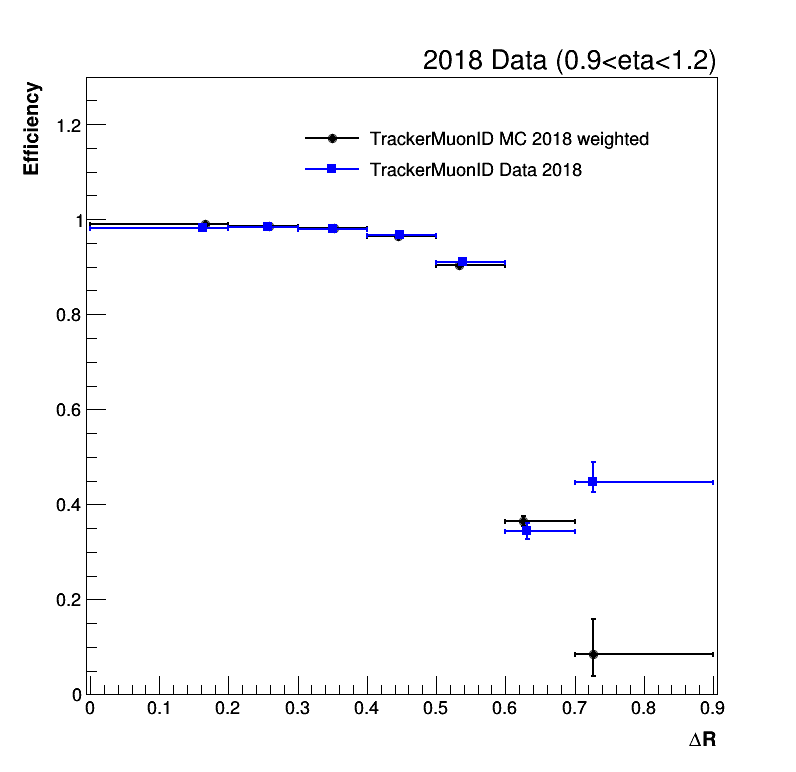 2018 Data (0.9<eta<1.2)
Efficiency
TrackerMuonID MC 2018 weighted
TrackerMuonID Data 2018
1.2
1
0.8
0.6
0.4
0.2
0
0 0.1 0.2 0.3 0.4 0.5 0.6 0.7 0.8 0.9
ΔR